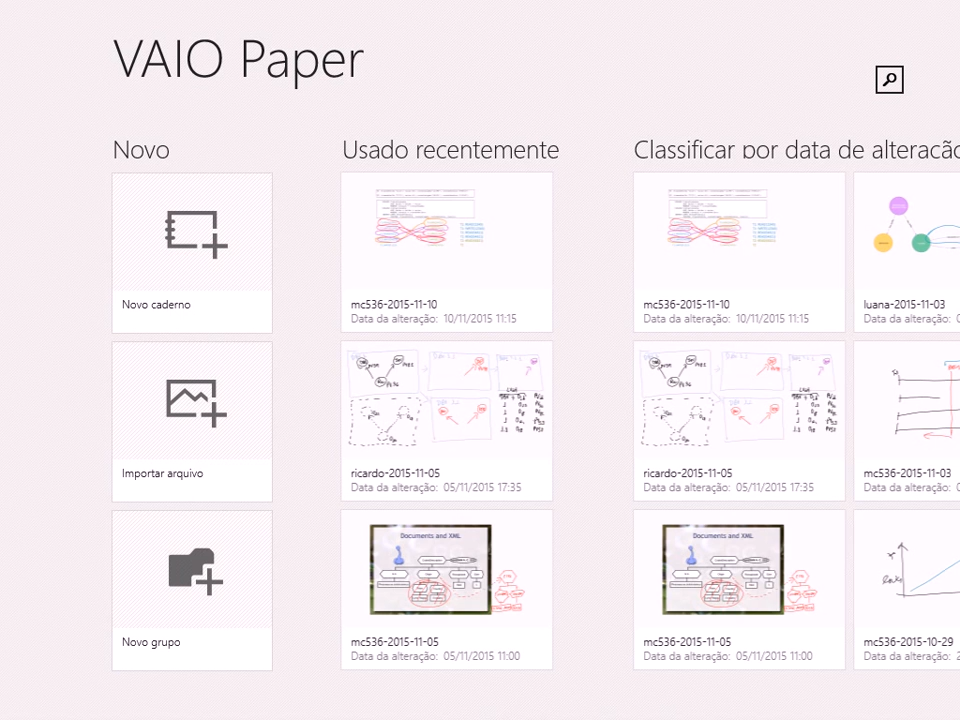 VAIO Paper
Novo
Novo caderno
Importar arquivo
Novo grupo
Usado recentemente
mc536-2015-11-10
Data da alteração: 10/11/2015 11:15
ricardo-2015-11-05
Data da alteração: 05/11/2015 17:35
Documents and XML
mc536-2015-11-05
Data da alteração: 05/11/2015 11:00
Classificar por data de alteração
mc536-2015-11-10
Data da alteração: 10/11/2015 11:15
ricardo-2015-11-05
Data da alteração: 05/11/2015 17:35
Documents and XML
mc536-2015-11-05
Data da alteração: 05/11/2015 11:00
luana-2015-11-03
Data da alteração:
mc536-2015-11-03
Data da alteração:
mc536-2015-10-29
Data da alteração: 2